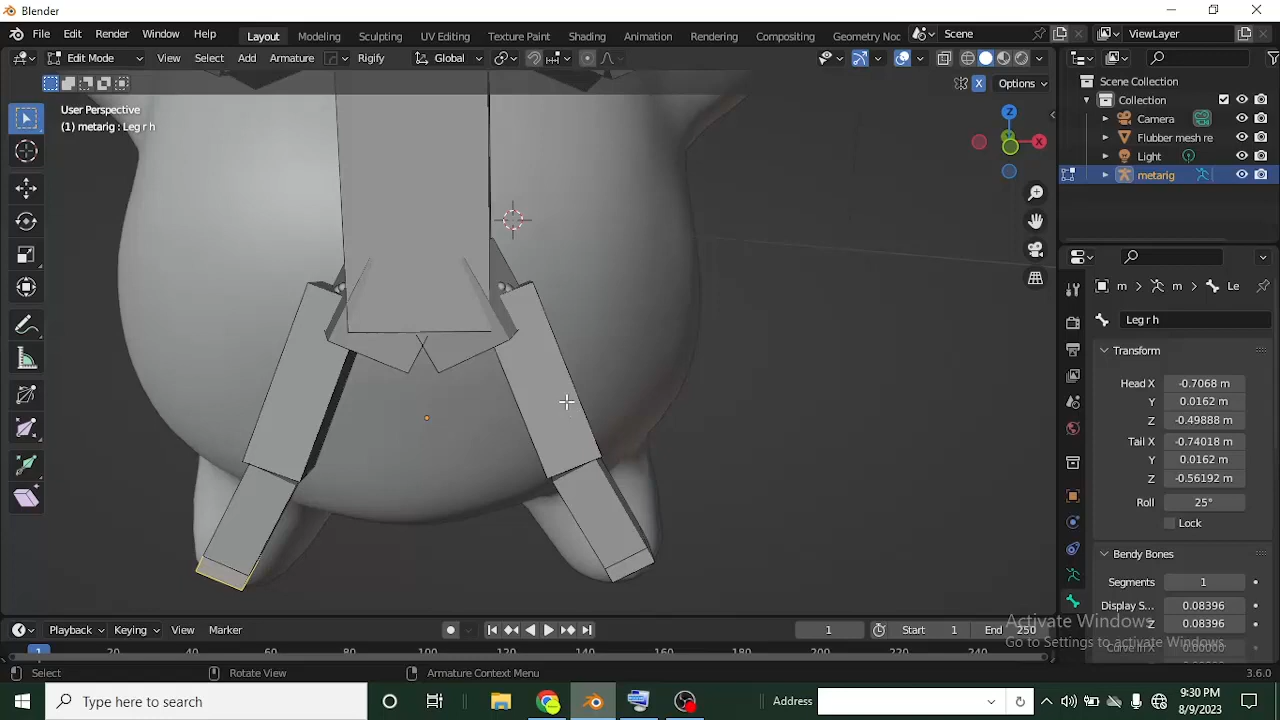 Blender
File Edit Render Window Help Layout Modeling Sculpting UV Editing Texture Paint Shading Animation Rendering Compositing Geometry Noc Scene ViewLayer
Edit Mode View Select Add Armature Rigify Global
X Options
User Perspective
(1) metarig : Leg r h
Z
X
Scene Collection
Collection
Camera
Flubber mesh re
Light
metarig
m > m > Le
Leg r h
Transform
Head X -0.7068 m
Y 0.0162 m
Z -0.49888 m
Tail X -0.74018 m
Y 0.0162 m
Z -0.56192 m
Roll 25°
Lock
Bendy Bones
Segments 1
Display S... 0.08396
Z 0.08396
Curve In X 0.00000
Playback Keying View Marker 1 Start 1 End 250
1 20 40 60 80 100 120 140 160 180 200 220 240
Activate Windows
Go to Settings to activate Windows.
Select Rotate View Armature Context Menu 3.6.0
Type here to search Address 9:30 PM
8/9/2023